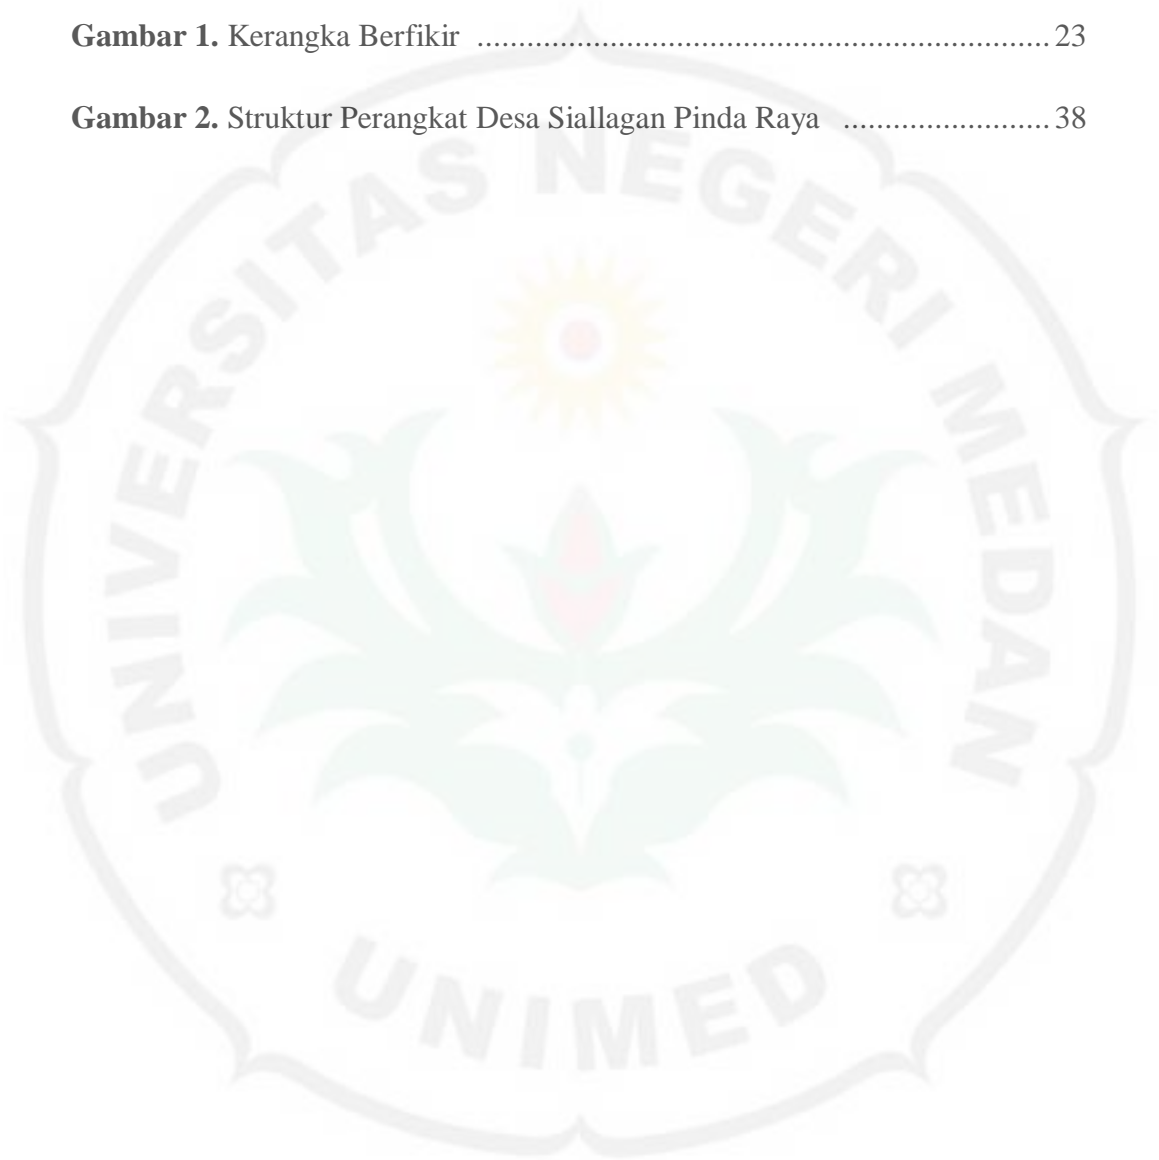 Gambar 1. Kerangka Berfikir ..................................................................... 23
Gambar 2. Struktur Perangkat Desa Siallagan Pinda Raya ......................... 38
UNIVERSITAS NEGERI MEDAN
UNIMED